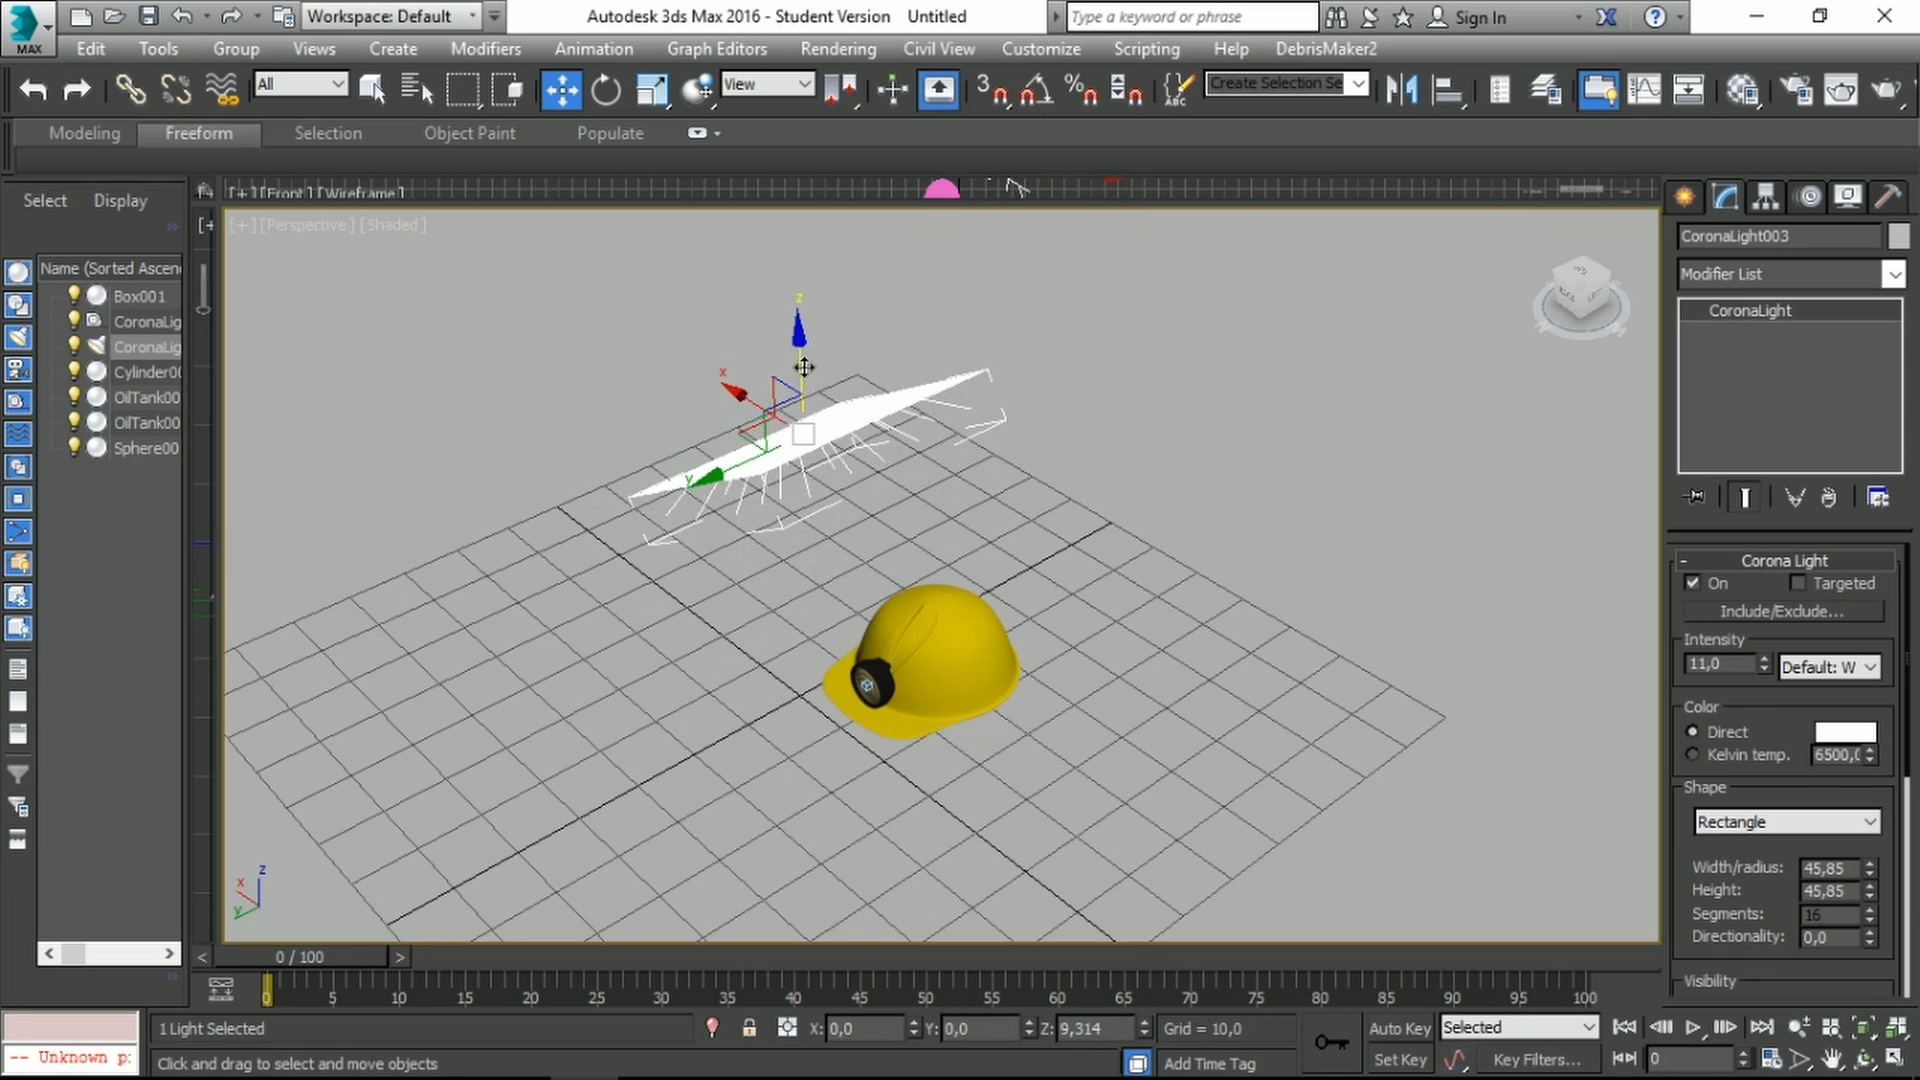 MAX
Workspace: Default
Autodesk 3ds Max 2016 - Student Version Untitled
Type a keyword or phrase
Sign In
Edit Tools Group Views Create Modifiers Animation Graph Editors Rendering Civil View Customize Scripting Help DebrisMaker2
All
View
3
ABC
Create Selection Se
Modeling Freeform Selection Object Paint Populate
Select Display
[+][Front][Wireframe]
[+][Perspective][Shaded]
Name (Sorted Ascen
Box001
CoronaLig
CoronaLig
Cylinder00
OilTank00
OilTank00
Sphere00
z
x
y
z
x
y
CoronaLight003
Modifier List
CoronaLight
Corona Light
On Targeted
Include/Exclude...
Intensity
11,0 Default: W
Color
Direct
Kelvin temp. 6500,(
Shape
Rectangle
Width/radius: 45,85
Height: 45,85
Segments: 16
Directionality: 0,0
Visibility
< 0 / 100 >
0 5 10 15 20 25 30 35 40 45 50 55 60 65 70 75 80 85 90 95 100
1 Light Selected
X: 0,0 Y: 0,0 Z: 9,314
Grid = 10,0
Auto Key Selected
-- Unknown p:
Click and drag to select and move objects
Add Time Tag
Set Key Key Filters...
0